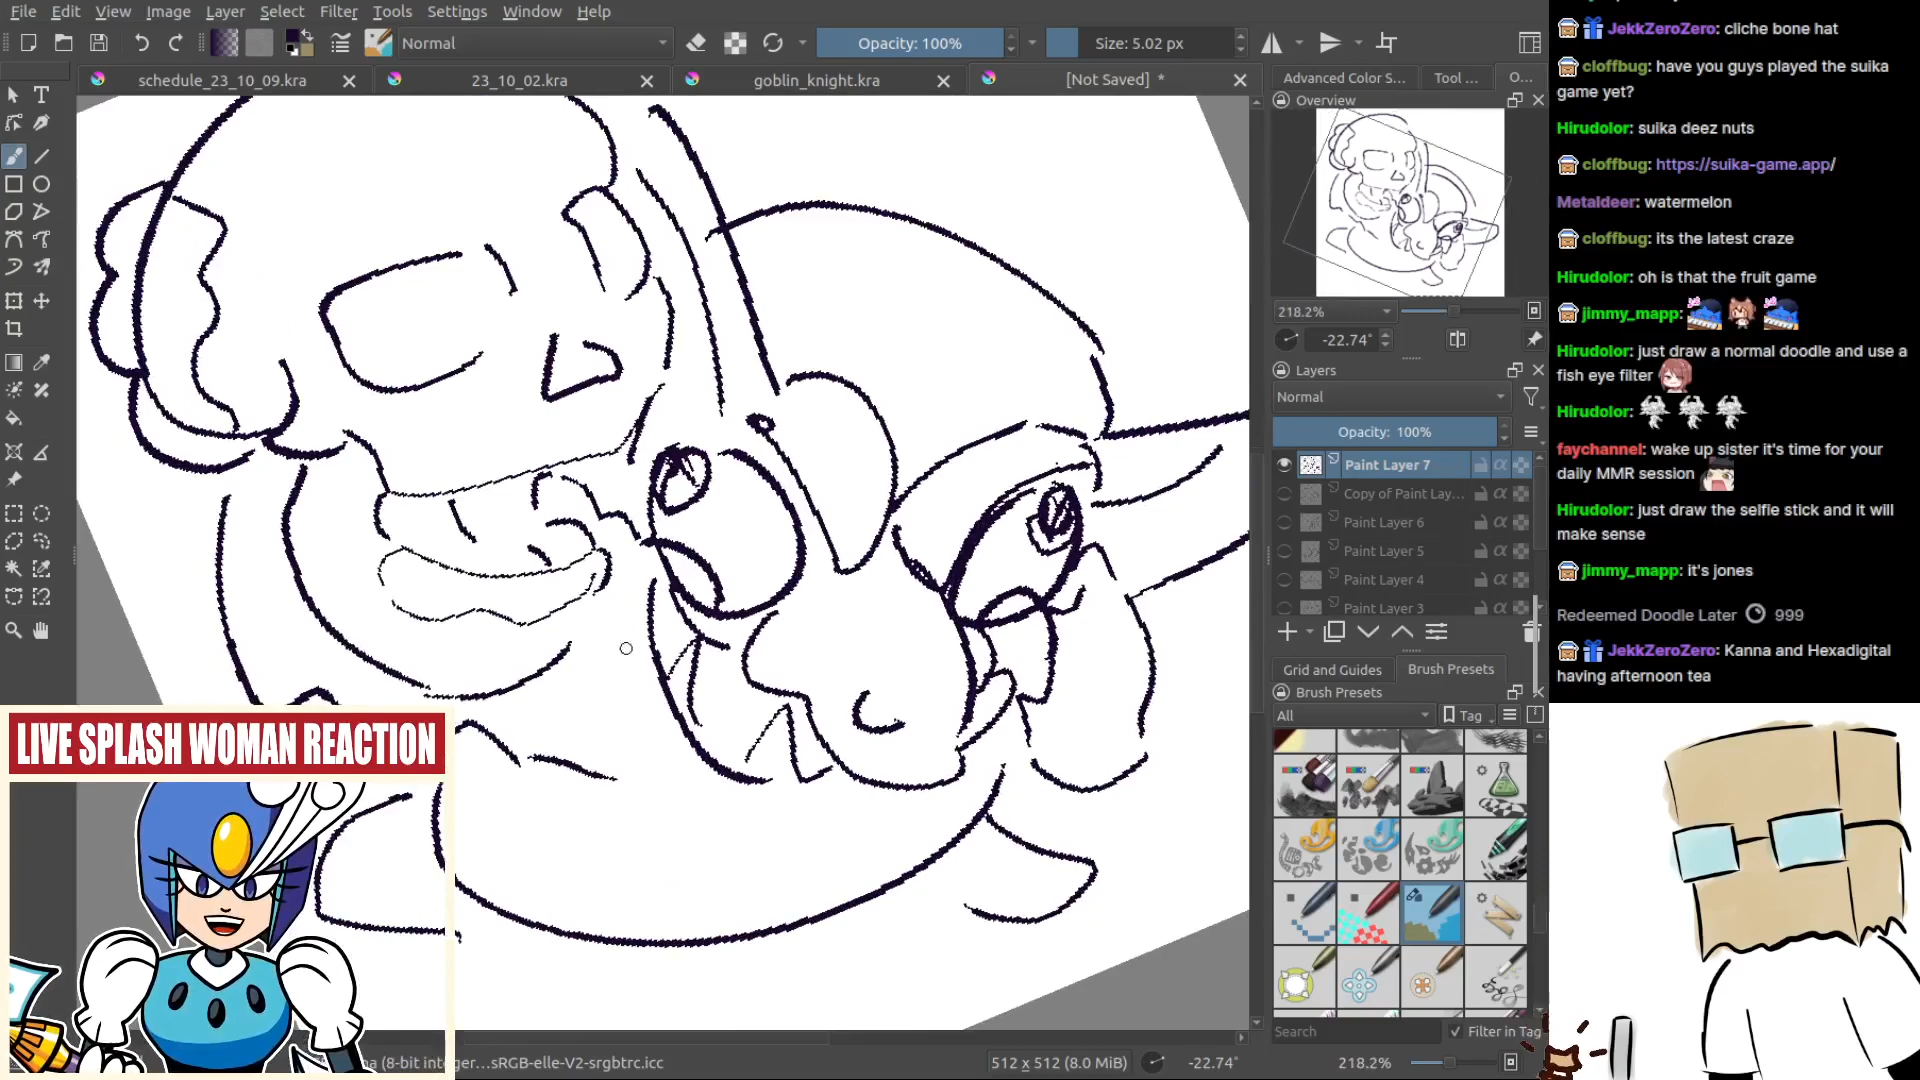 File Edit View Image Layer Select Filter Tools Settings Window Help
Normal
Opacity: 100%
Size: 5.02 px
schedule_23_10_09.kra
23_10_02.kra
goblin_knight.kra
[Not Saved] *
Advanced Color S...
Tool ...
O...
Overview
218.2%
-22.74°
Layers
Normal
Opacity: 100%
Paint Layer 7
Copy of Paint Lay...
Paint Layer 6
Paint Layer 5
Paint Layer 4
Paint Layer 3
Grid and Guides
Brush Presets
Brush Presets
All
Tag
Search
Filter in Tag
(8-bit integer...sRGB-elle-V2-srgbtrc.icc
512 x 512 (8.0 MiB)
-22.74°
218.2%
LIVE SPLASH WOMAN REACTION
JekkZeroZero: cliche bone hat
cloffbug: have you guys played the suika
game yet?
Hirudolor: suika deez nuts
cloffbug: https://suika-game.app/
Metaldeer: watermelon
cloffbug: its the latest craze
Hirudolor: oh is that the fruit game
jimmy_mapp:
Hirudolor: just draw a normal doodle and use a
fish eye filter
Hirudolor:
faychannel: wake up sister it's time for your
daily MMR session
Hirudolor: just draw the selfie stick and it will
make sense
jimmy_mapp: it's jones
Redeemed Doodle Later 999
JekkZeroZero: Kanna and Hexadigital
having afternoon tea